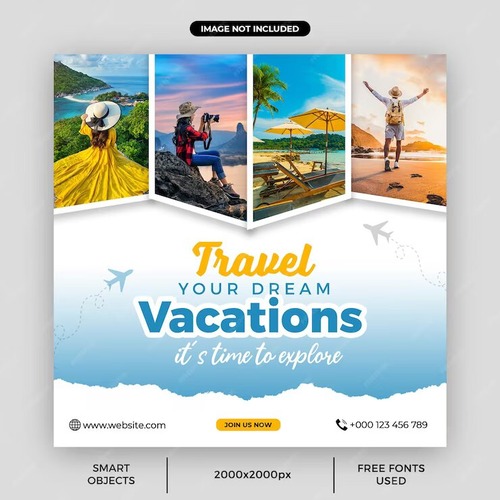 IMAGE NOT INCLUDED
Travel
YOUR DREAM
Vacations
it´s time to explore
www.website.com
JOIN US NOW
+000 123 456 789
SMART
OBJECTS
2000x2000px
FREE FONTS
USED